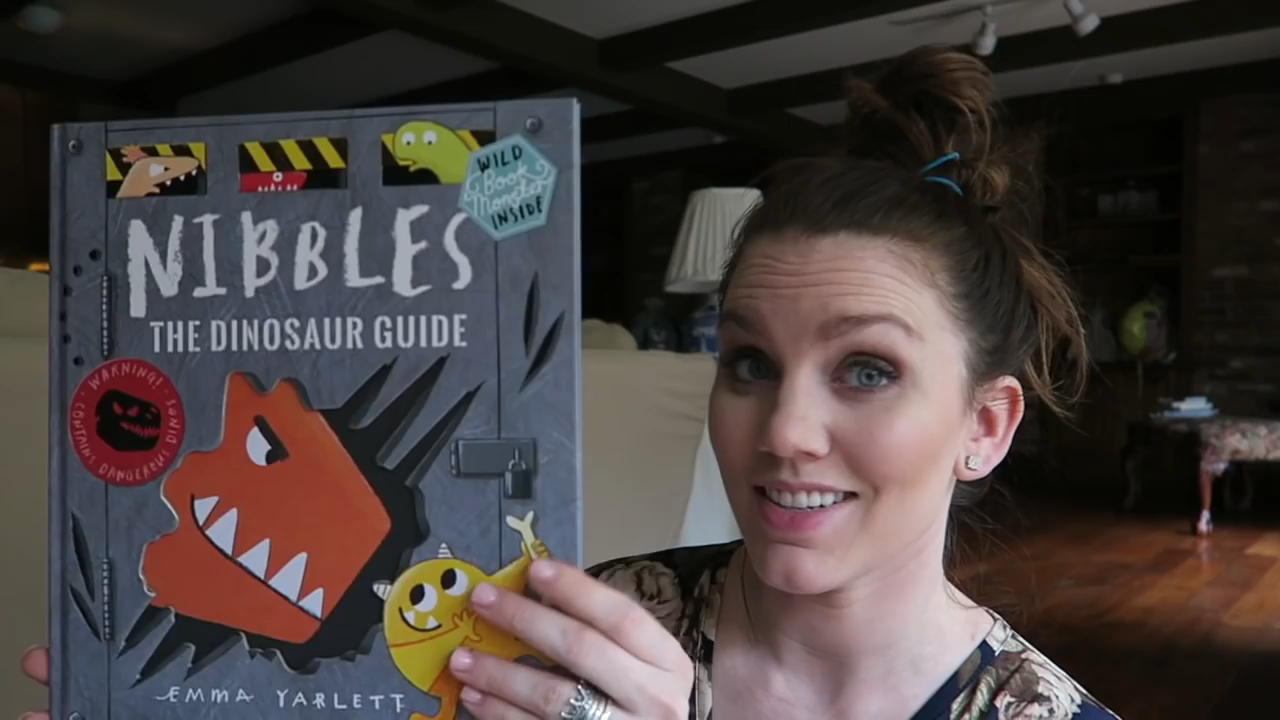 WILD
Book
Monster
INSIDE
NIBBLES
THE DINOSAUR GUIDE
WARNING!
CONTAINS DANGEROUS DINOS
EMMA YARLETT